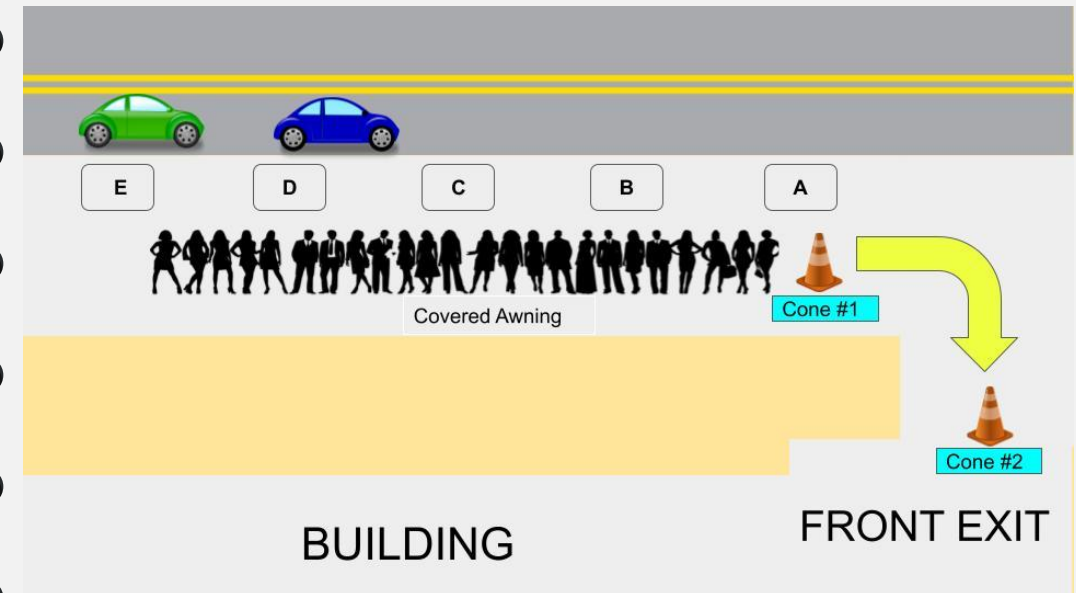 E D C B A
Covered Awning
Cone #1
Cone #2
FRONT EXIT
BUILDING